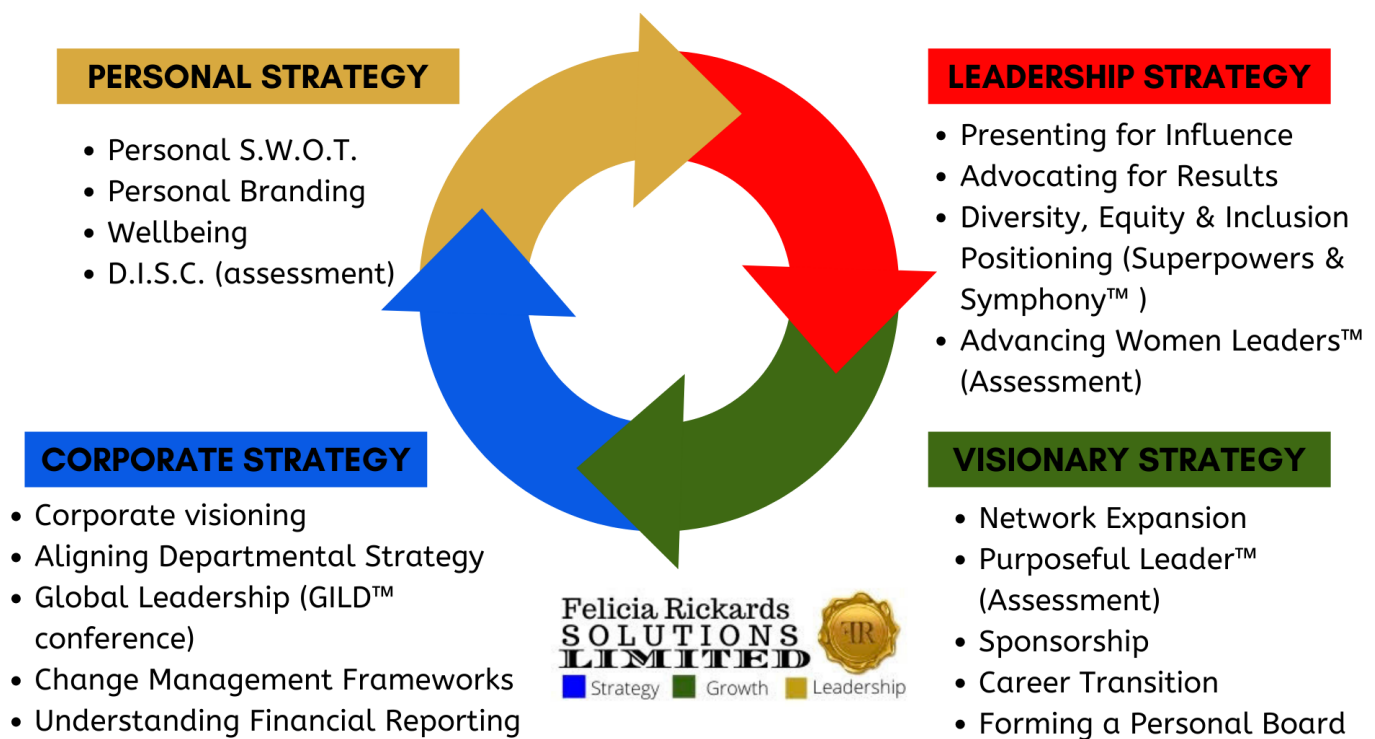 PERSONAL STRATEGY
• Personal S.W.O.T.
• Personal Branding
• Wellbeing
• D.I.S.C. (assessment)
LEADERSHIP STRATEGY
• Presenting for Influence
• Advocating for Results
• Diversity, Equity & Inclusion
Positioning (Superpowers &
Symphony™ )
• Advancing Women Leaders™
(Assessment)
CORPORATE STRATEGY
• Corporate visioning
• Aligning Departmental Strategy
• Global Leadership (GILD™
conference)
• Change Management Frameworks
• Understanding Financial Reporting
VISIONARY STRATEGY
• Network Expansion
• Purposeful Leader™
(Assessment)
• Sponsorship
• Career Transition
• Forming a Personal Board
Felicia Rickards
SOLUTIONS
LIMITED
FR
Strategy Growth Leadership